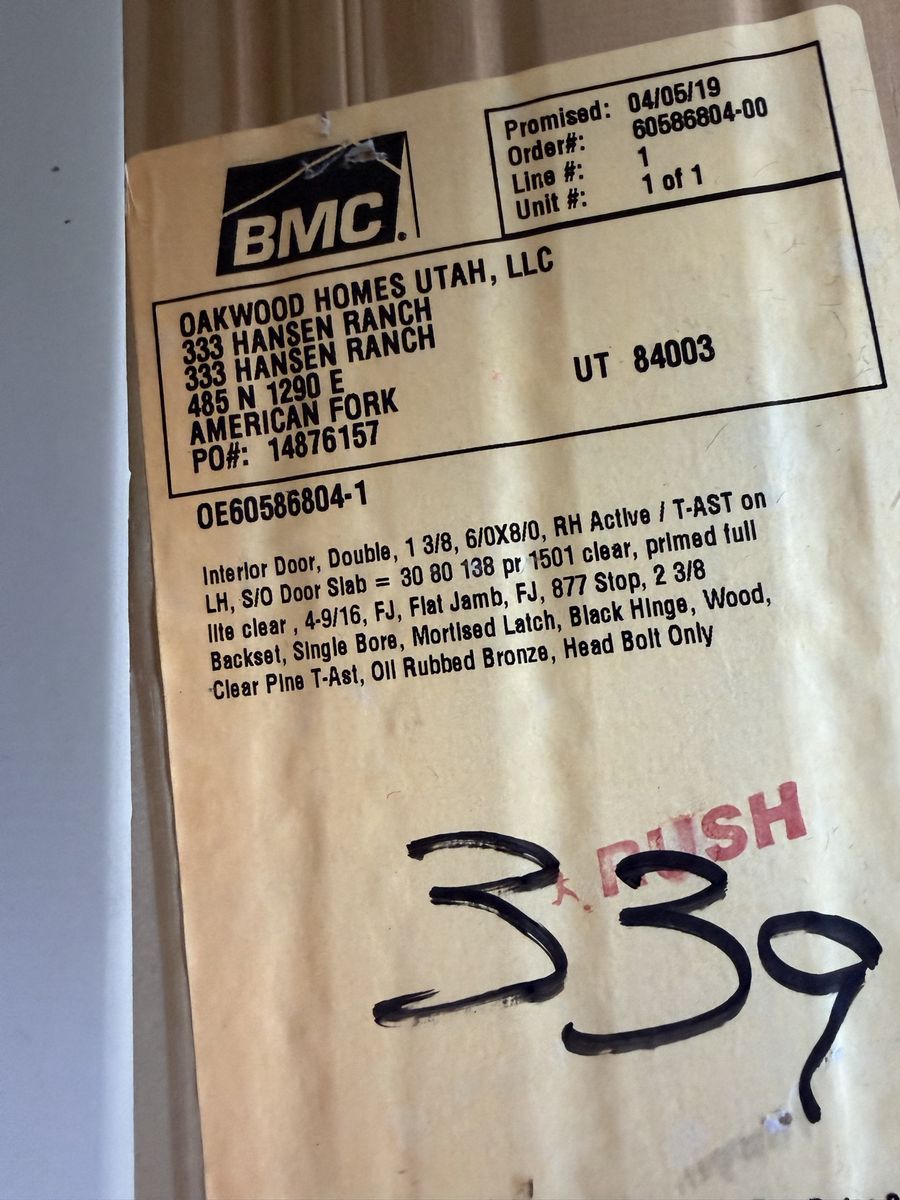 BMC
Promised: 04/05/19
Order#: 60586804-00
Line #: 1
Unit #: 1 of 1
OAKWOOD HOMES UTAH, LLC
333 HANSEN RANCH
333 HANSEN RANCH
485 N 1290 E
AMERICAN FORK UT 84003
PO#: 14876157
OE60586804-1
Interior Door, Double, 1 3/8, 6/0X8/0, RH Active / T-AST on
LH, S/O Door Slab = 30 80 138 pr 1501 clear, primed full
lite clear , 4-9/16, FJ, Flat Jamb, FJ, 877 Stop, 2 3/8
Backset, Single Bore, Mortised Latch, Black Hinge, Wood,
Clear Pine T-Ast, Oil Rubbed Bronze, Head Bolt Only
RUSH
339